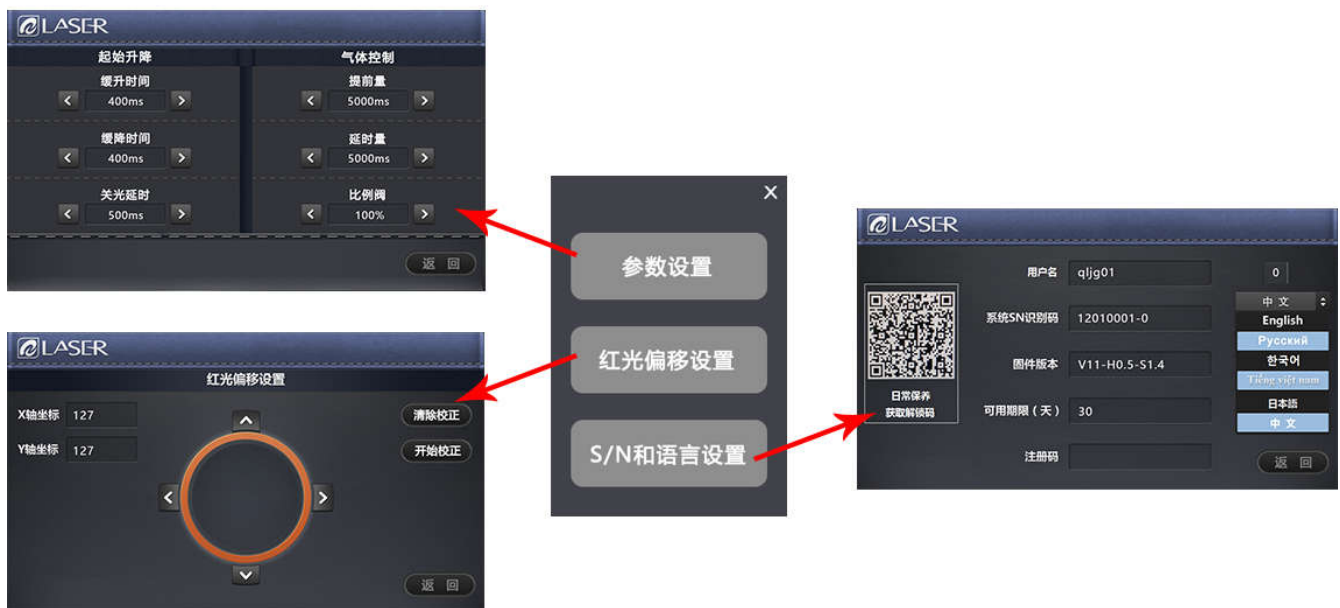 LASER
起始升降
气体控制
缓升时间
提前量
400ms
5000ms
缓降时间
延时量
400ms
5000ms
关光延时
比例阀
500ms
100%
返 回
X
参数设置
红光偏移设置
S/N和语言设置
LASER
红光偏移设置
X轴坐标 127
清除校正
Y轴坐标 127
开始校正
返 回
LASER
用户名 qljg01
0
系统SN识别码 12010001-0
固件版本 V11-H0.5-S1.4
可用期限（天） 30
注册码
日常保养
获取解锁码
中 文
English
Русский
한국어
Tiếng việt nam
日本語
中 文
返 回